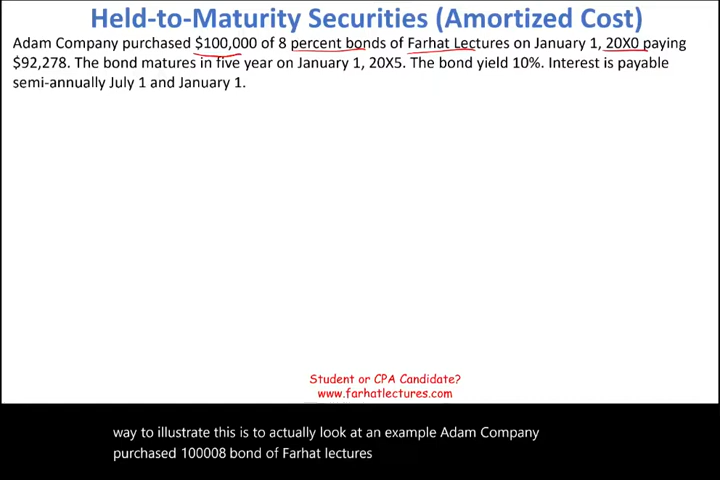 Held-to-Maturity Securities (Amortized Cost)
Adam Company purchased $100,000 of 8 percent bonds of Farhat Lectures on January 1, 20X0 paying
$92,278. The bond matures in five year on January 1, 20X5. The bond yield 10%. Interest is payable
semi-annually July 1 and January 1.
Student or CPA Candidate?
www.farhatlectures.com
way to illustrate this is to actually look at an example Adam Company
purchased 100008 bond of Farhat lectures